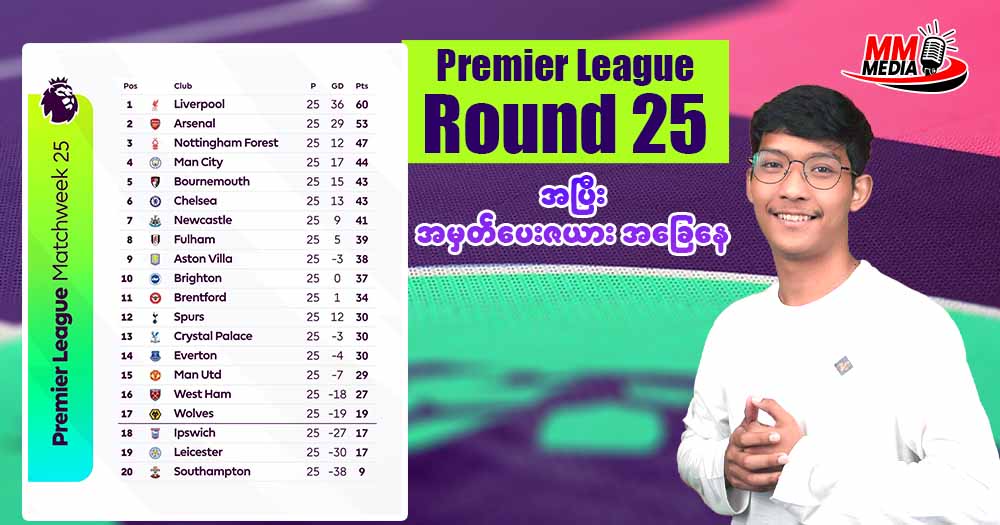 Premier League Matchweek 25
Pos Club P GD Pts
1 Liverpool 25 36 60
2 Arsenal 25 29 53
3 Nottingham Forest 25 12 47
4 Man City 25 17 44
5 Bournemouth 25 15 43
6 Chelsea 25 13 43
7 Newcastle 25 9 41
8 Fulham 25 5 39
9 Aston Villa 25 -3 38
10 Brighton 25 0 37
11 Brentford 25 1 34
12 Spurs 25 12 30
13 Crystal Palace 25 -3 30
14 Everton 25 -4 30
15 Man Utd 25 -7 29
16 West Ham 25 -18 27
17 Wolves 25 -19 19
18 Ipswich 25 -27 17
19 Leicester 25 -30 17
20 Southampton 25 -38 9
Premier League
Round 25
အပြီး
အမှတ်ပေးဇယား အခြေနေ
MM
MEDIA